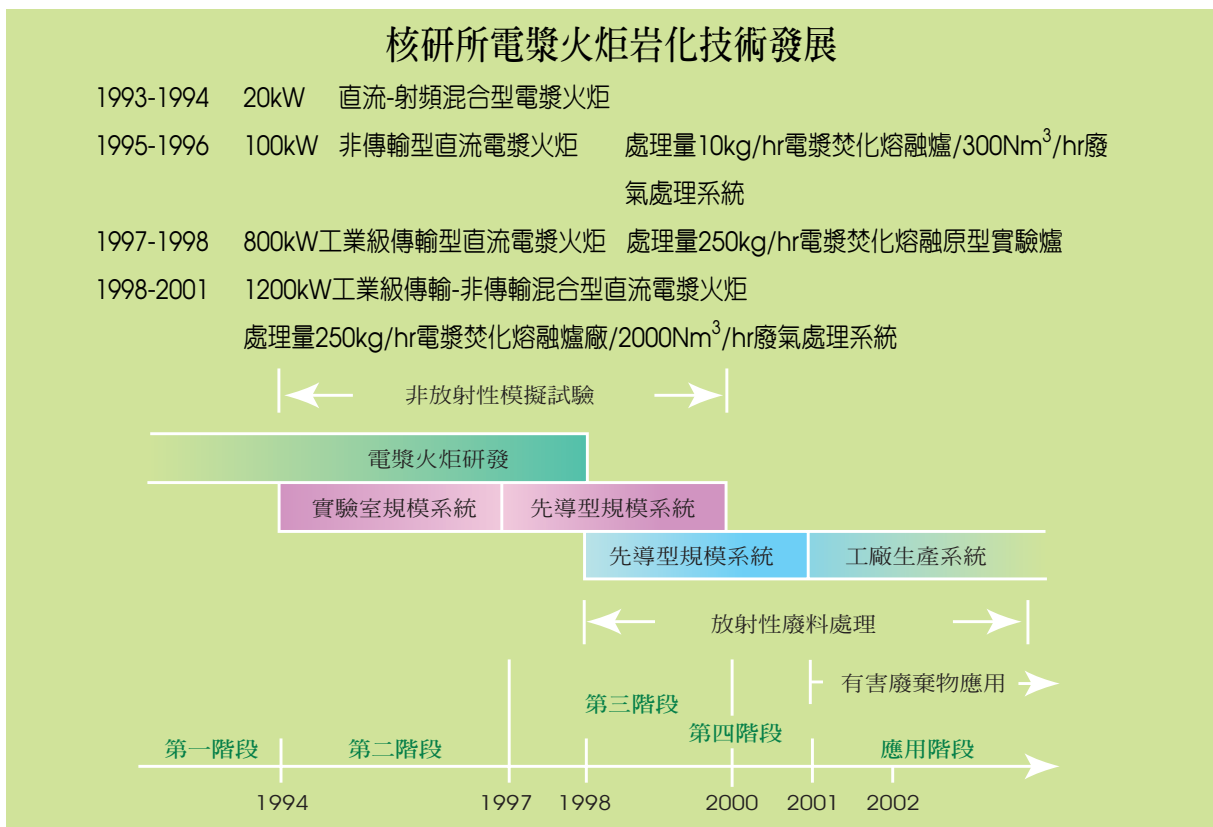 核研所電漿火炬岩化技術發展
1993-1994 20kW 直流-射頻混合型電漿火炬
1995-1996 100kW 非傳輸型直流電漿火炬 處理量10kg/hr電漿焚化熔融爐/300Nm³/hr廢
氣處理系統
1997-1998 800kW工業級傳輸型直流電漿火炬 處理量250kg/hr電漿焚化熔融原型實驗爐
1998-2001 1200kW工業級傳輸-非傳輸混合型直流電漿火炬
處理量250kg/hr電漿焚化熔融爐廠/2000Nm³/hr廢氣處理系統
非放射性模擬試驗
電漿火炬研發
實驗室規模系統 先導型規模系統
先導型規模系統 工廠生產系統
放射性廢料處理
有害廢棄物應用
第三階段
第四階段
第一階段 第二階段 應用階段
1994 1997 1998 2000 2001 2002